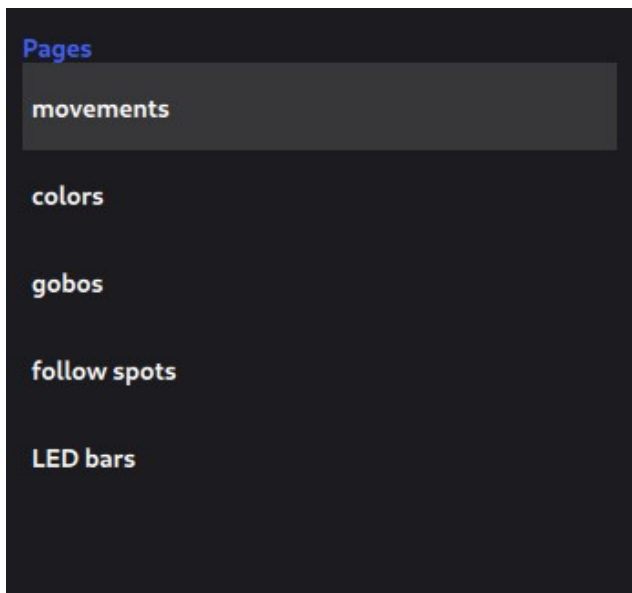 Pages
movements
colors
gobos
follow spots
LED bars